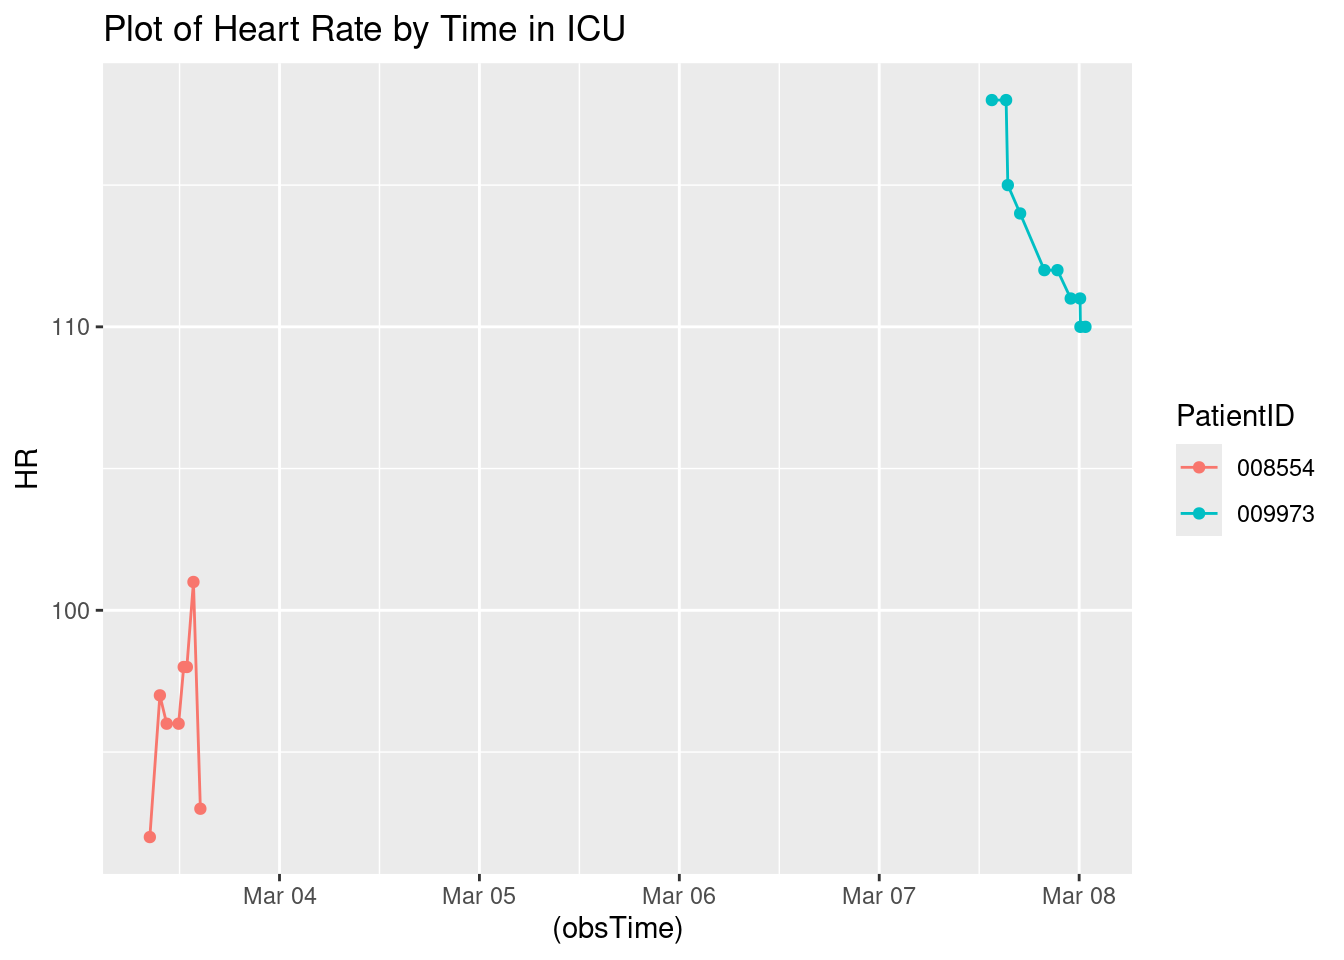 Plot of Heart Rate by Time in ICU
HR
110
100
Mar 04
Mar 05
Mar 06
Mar 07
Mar 08
(obsTime)
PatientID
008554
009973